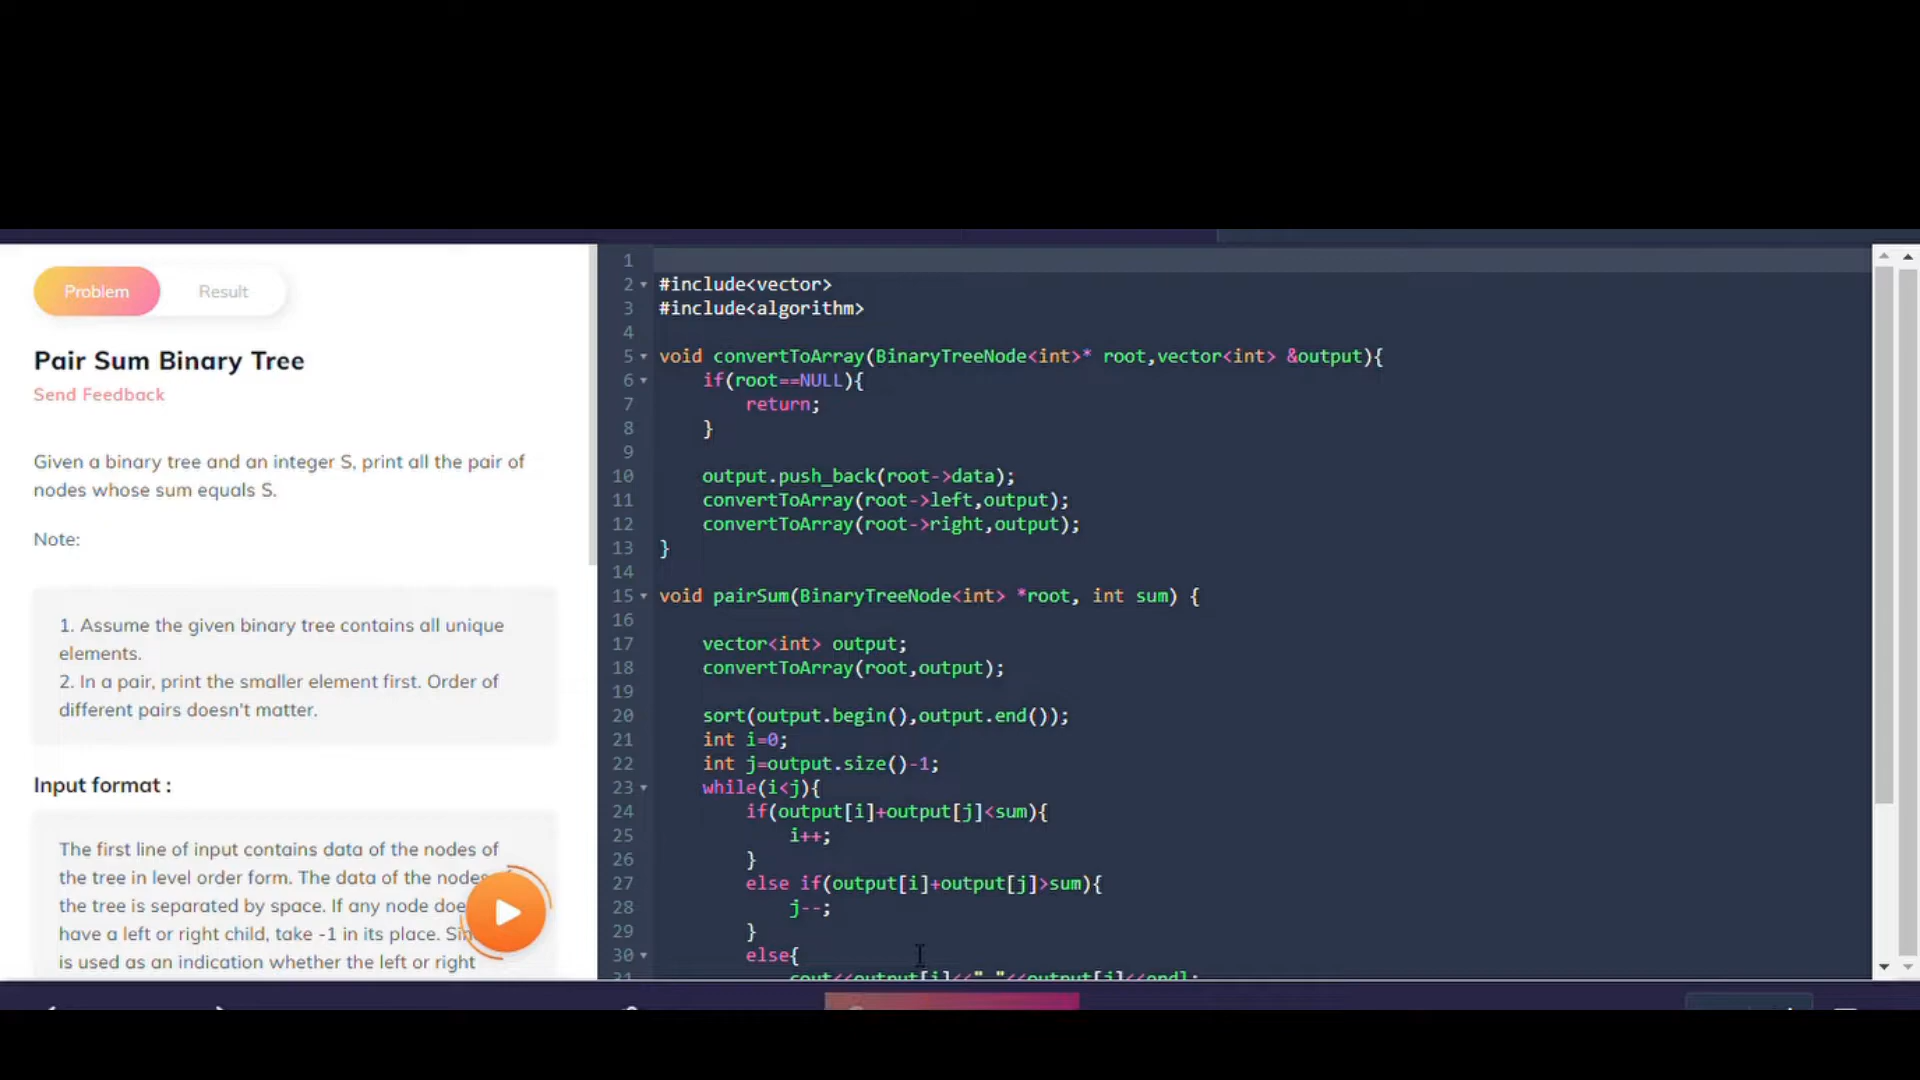 Problem
Result
Pair Sum Binary Tree
Send Feedback
Given a binary tree and an integer S, print all the pair of
nodes whose sum equals S.
Note:
1. Assume the given binary tree contains all unique
elements.
2. In a pair, print the smaller element first. Order of
different pairs doesn't matter.
Input format :
The first line of input contains data of the nodes of
the tree in level order form. The data of the nodes
the tree is separated by space. If any node doe
have a left or right child, take -1 in its place. Sin
is used as an indication whether the left or right
1
2 #include<vector>
3 #include<algorithm>
4
5 void convertToArray(BinaryTreeNode<int>* root,vector<int> &output){
6 if(root==NULL){
7 return;
8 }
9
10 output.push_back(root->data);
11 convertToArray(root->left,output);
12 convertToArray(root->right,output);
13 }
14
15 void pairSum(BinaryTreeNode<int> *root, int sum) {
16
17 vector<int> output;
18 convertToArray(root,output);
19
20 sort(output.begin(),output.end());
21 int i=0;
22 int j=output.size()-1;
23 while(i<j){
24 if(output[i]+output[j]<sum){
25 i++;
26 }
27 else if(output[i]+output[j]>sum){
28 j--;
29 }
30 else{
31 cout<<output[i]<<" "<<output[j]<<endl;